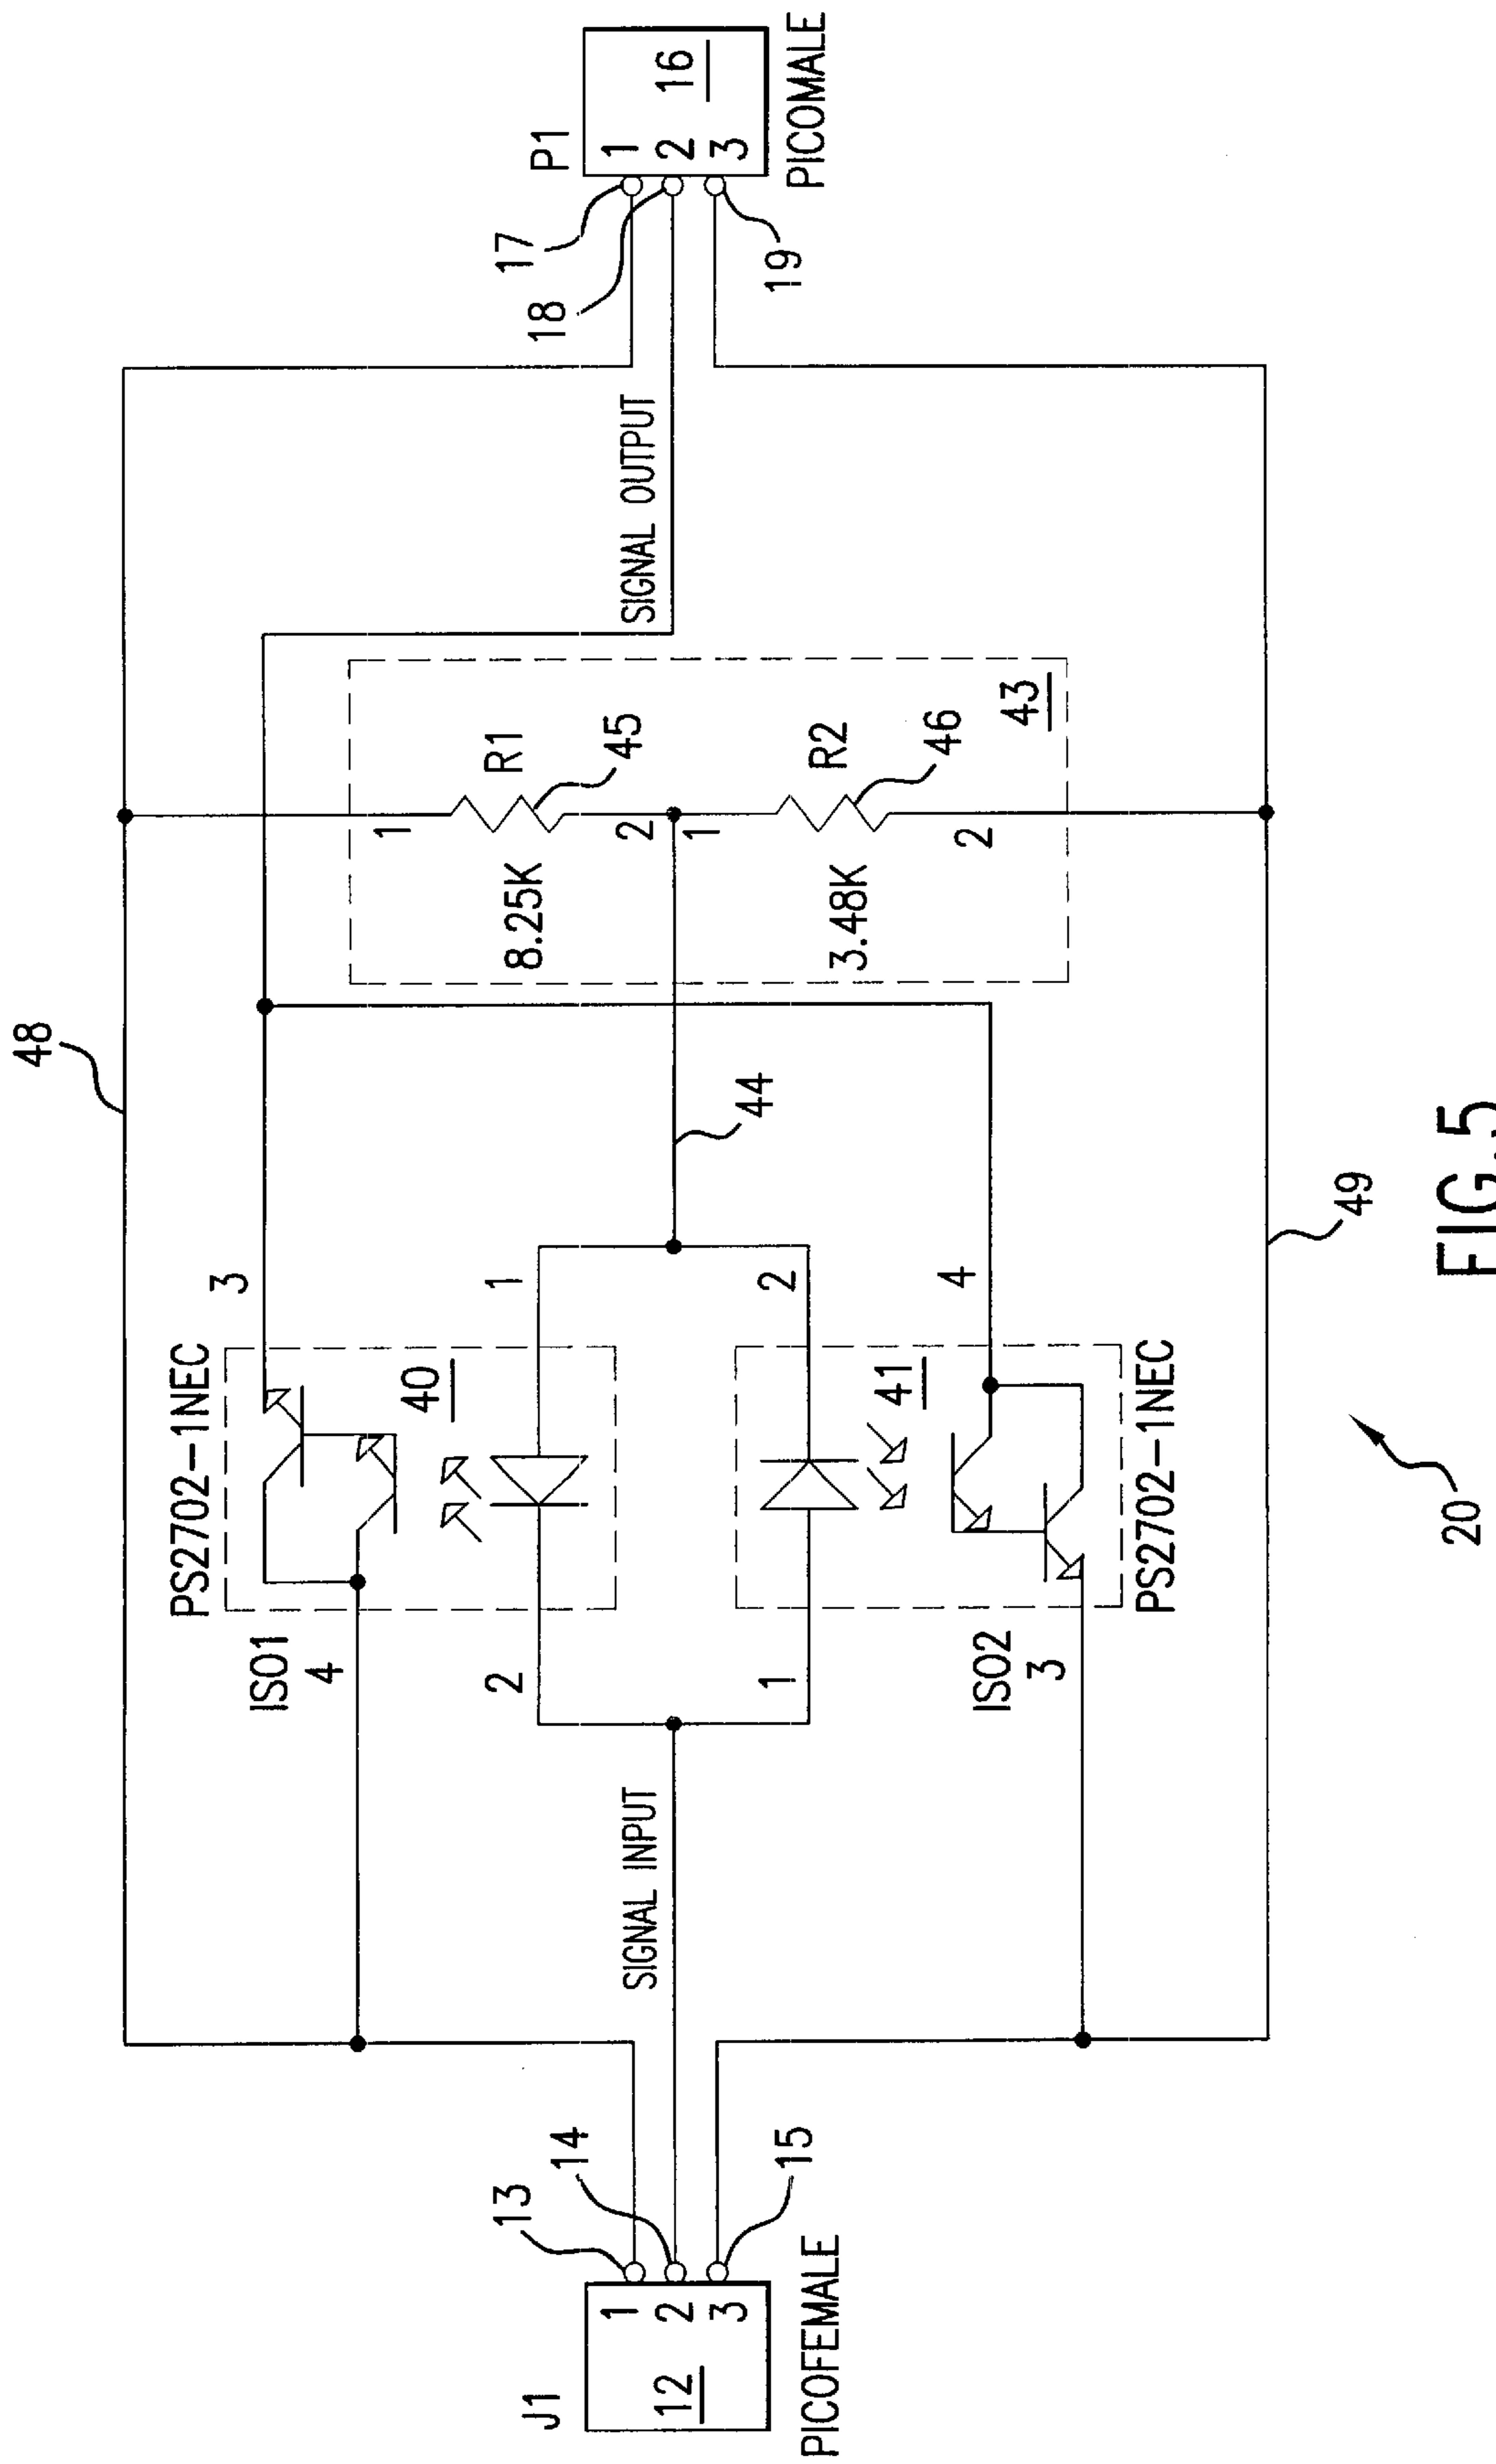 48
PS2702-1NEC
ISO1
4
3
40
2
1
SIGNAL INPUT
44
2
1
41
ISO2
3
4
PS2702-1NEC
J1
12
1
2
3
PICOFEMALE
13
14
15
R1
45
8.25K
1
2
R2
46
3.48K
1
2
43
SIGNAL OUTPUT
17
18
19
P1
16
1
2
3
PICOMALE
49
20
FIG.5